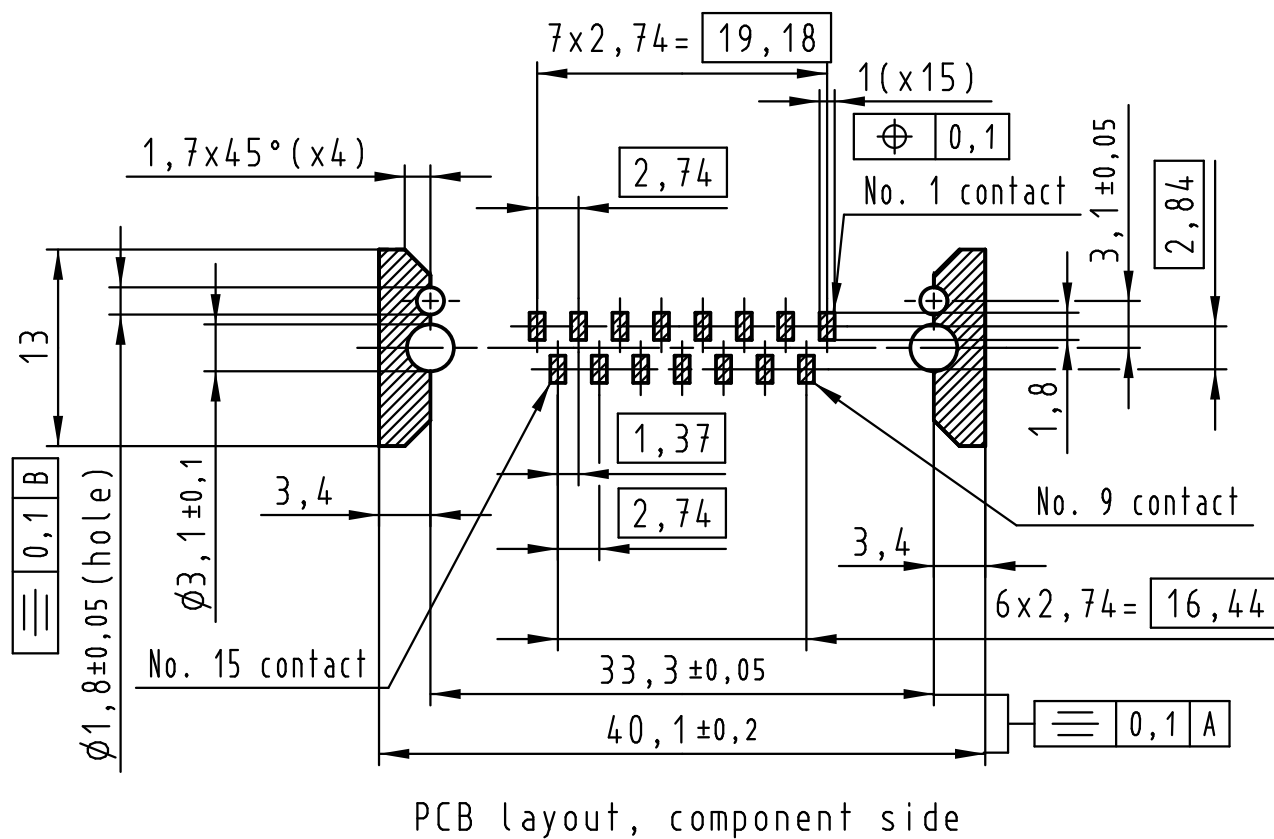 7x2,74= 19,18
1(x15)
⌖ 0,1
1,7x45°(x4)
2,74
No. 1 contact
3,1±0,05
2,84
13
1,8
1,37
2,74
3,4
No. 9 contact
3,4
⌯ 0,1 B
Ø1,8±0,05(hole)
Ø3,1±0,1
6x2,74= 16,44
No. 15 contact
33,3±0,05
40,1±0,2
⌯ 0,1 A
PCB layout, component side